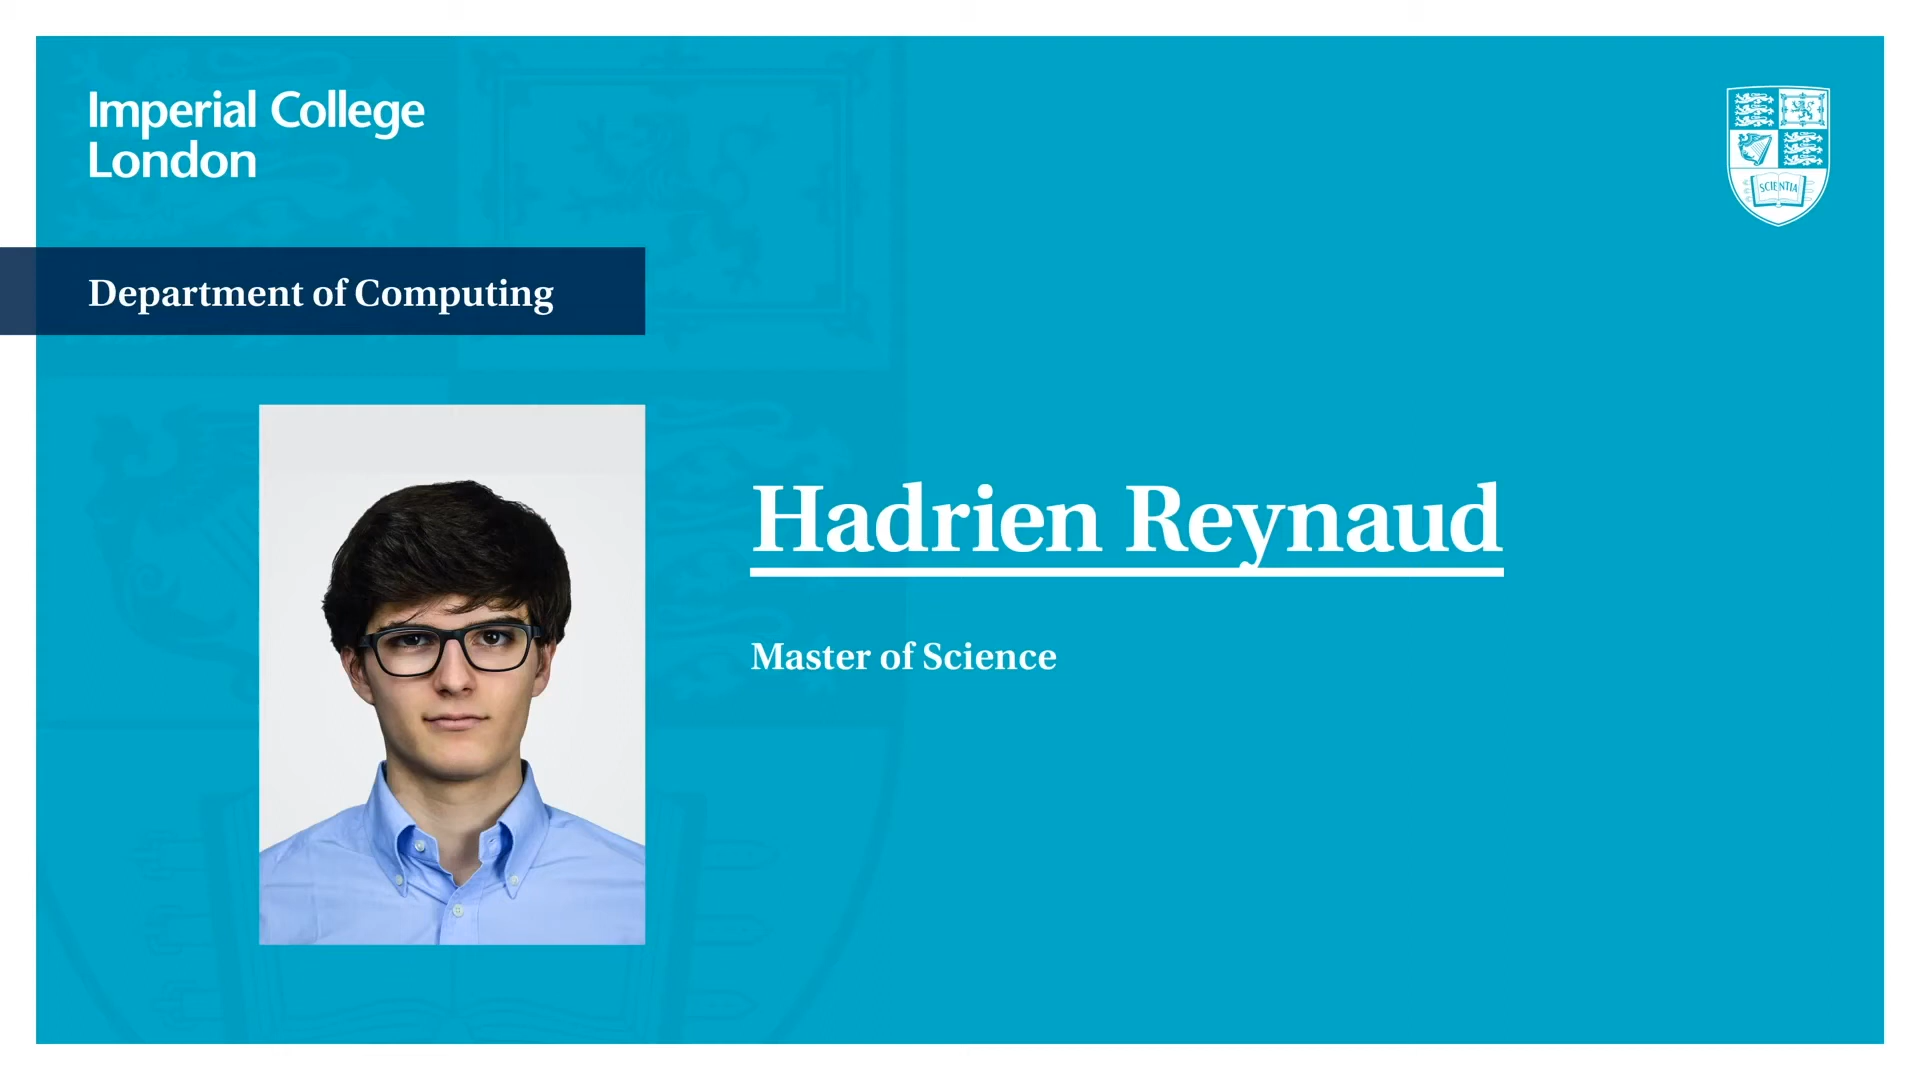 Imperial College
London
SCIENTIA
Department of Computing
Hadrien Reynaud
Master of Science